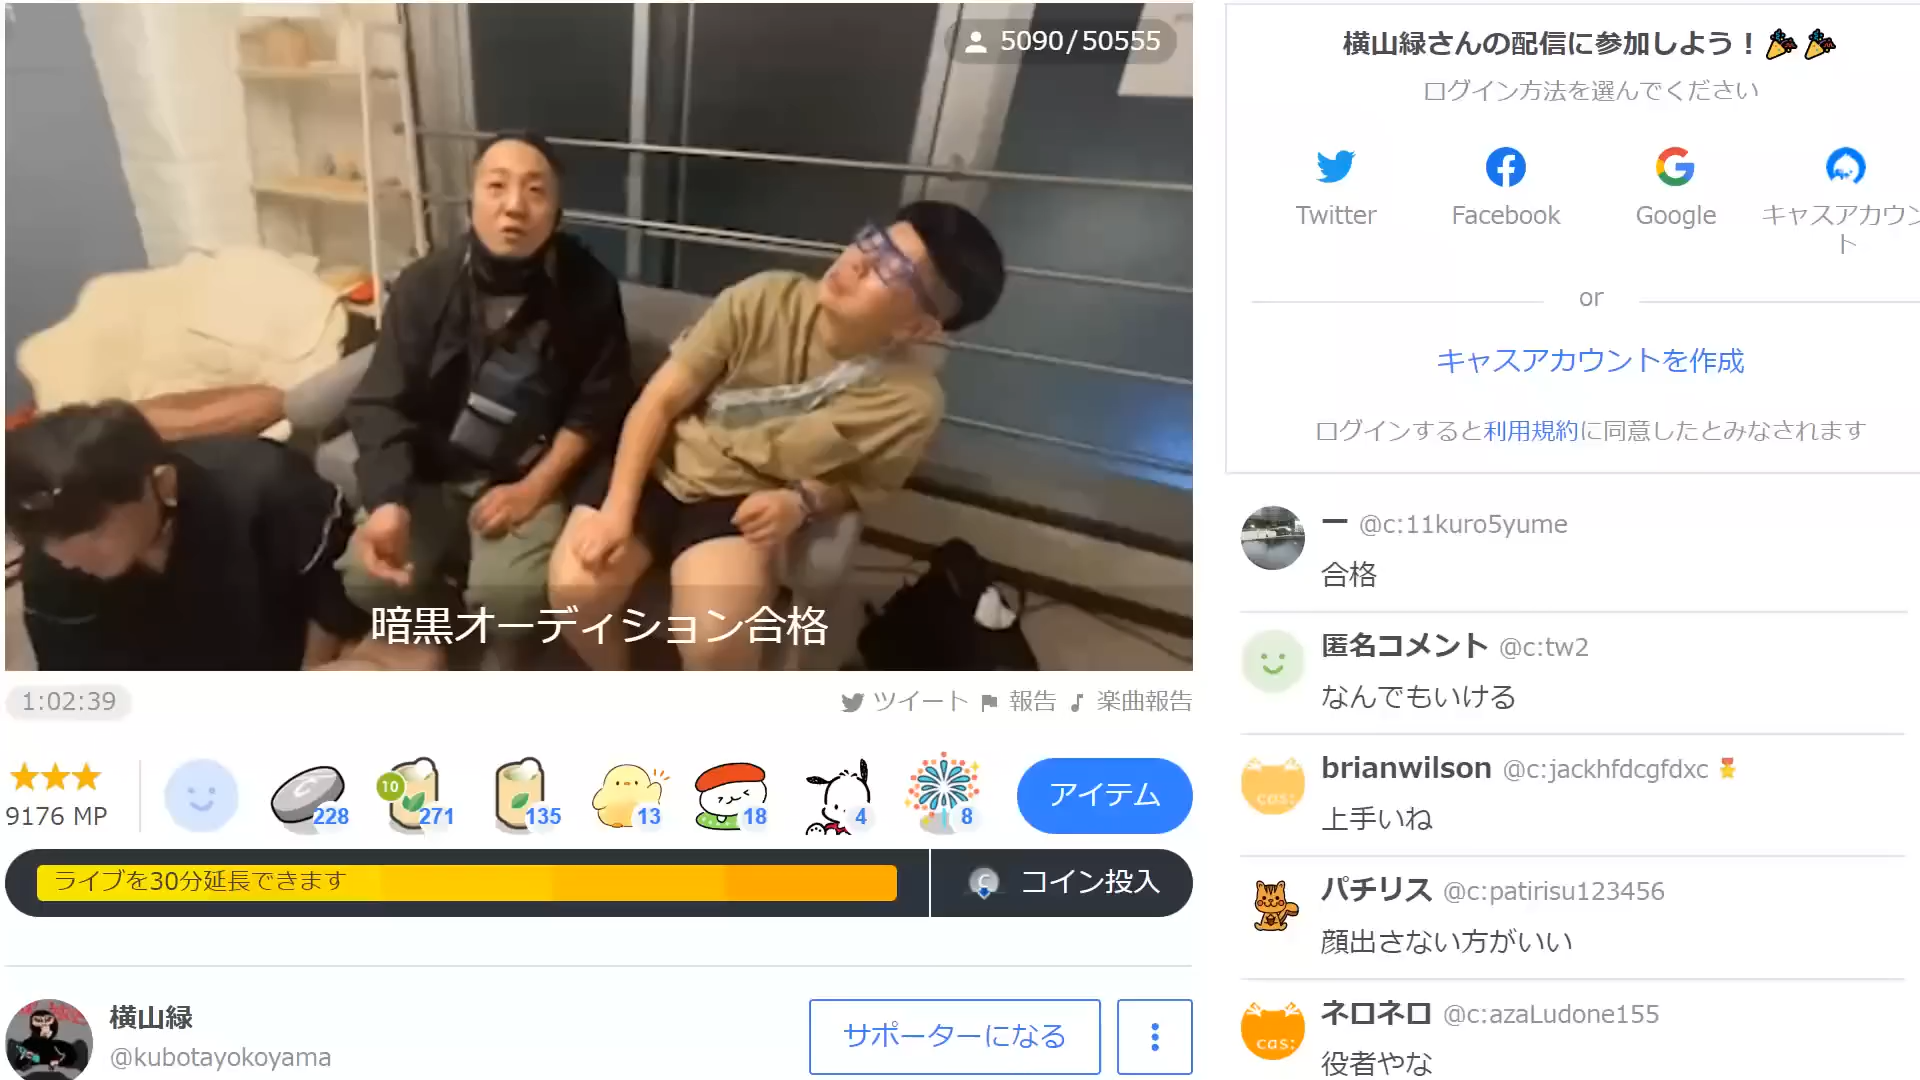 5090/50555
暗黒オーディション合格
1:02:39
ツイート 報告 楽曲報告
9176 MP
228
10
271
135
13
18
4
8
アイテム
ライブを30分延長できます
コイン投入
横山緑
@kubotayokoyama
サポーターになる
横山緑さんの配信に参加しよう！
ログイン方法を選んでください
Twitter
Facebook
Google
キャスアカウン
ト
or
キャスアカウントを作成
ログインすると利用規約に同意したとみなされます
ー @c:11kuro5yume
合格
匿名コメント @c:tw2
なんでもいける
cas:
brianwilson @c:jackhfdcgfdxc
上手いね
パチリス @c:patirisu123456
顔出さない方がいい
cas:
ネロネロ @c:azaLudone155
役者やな